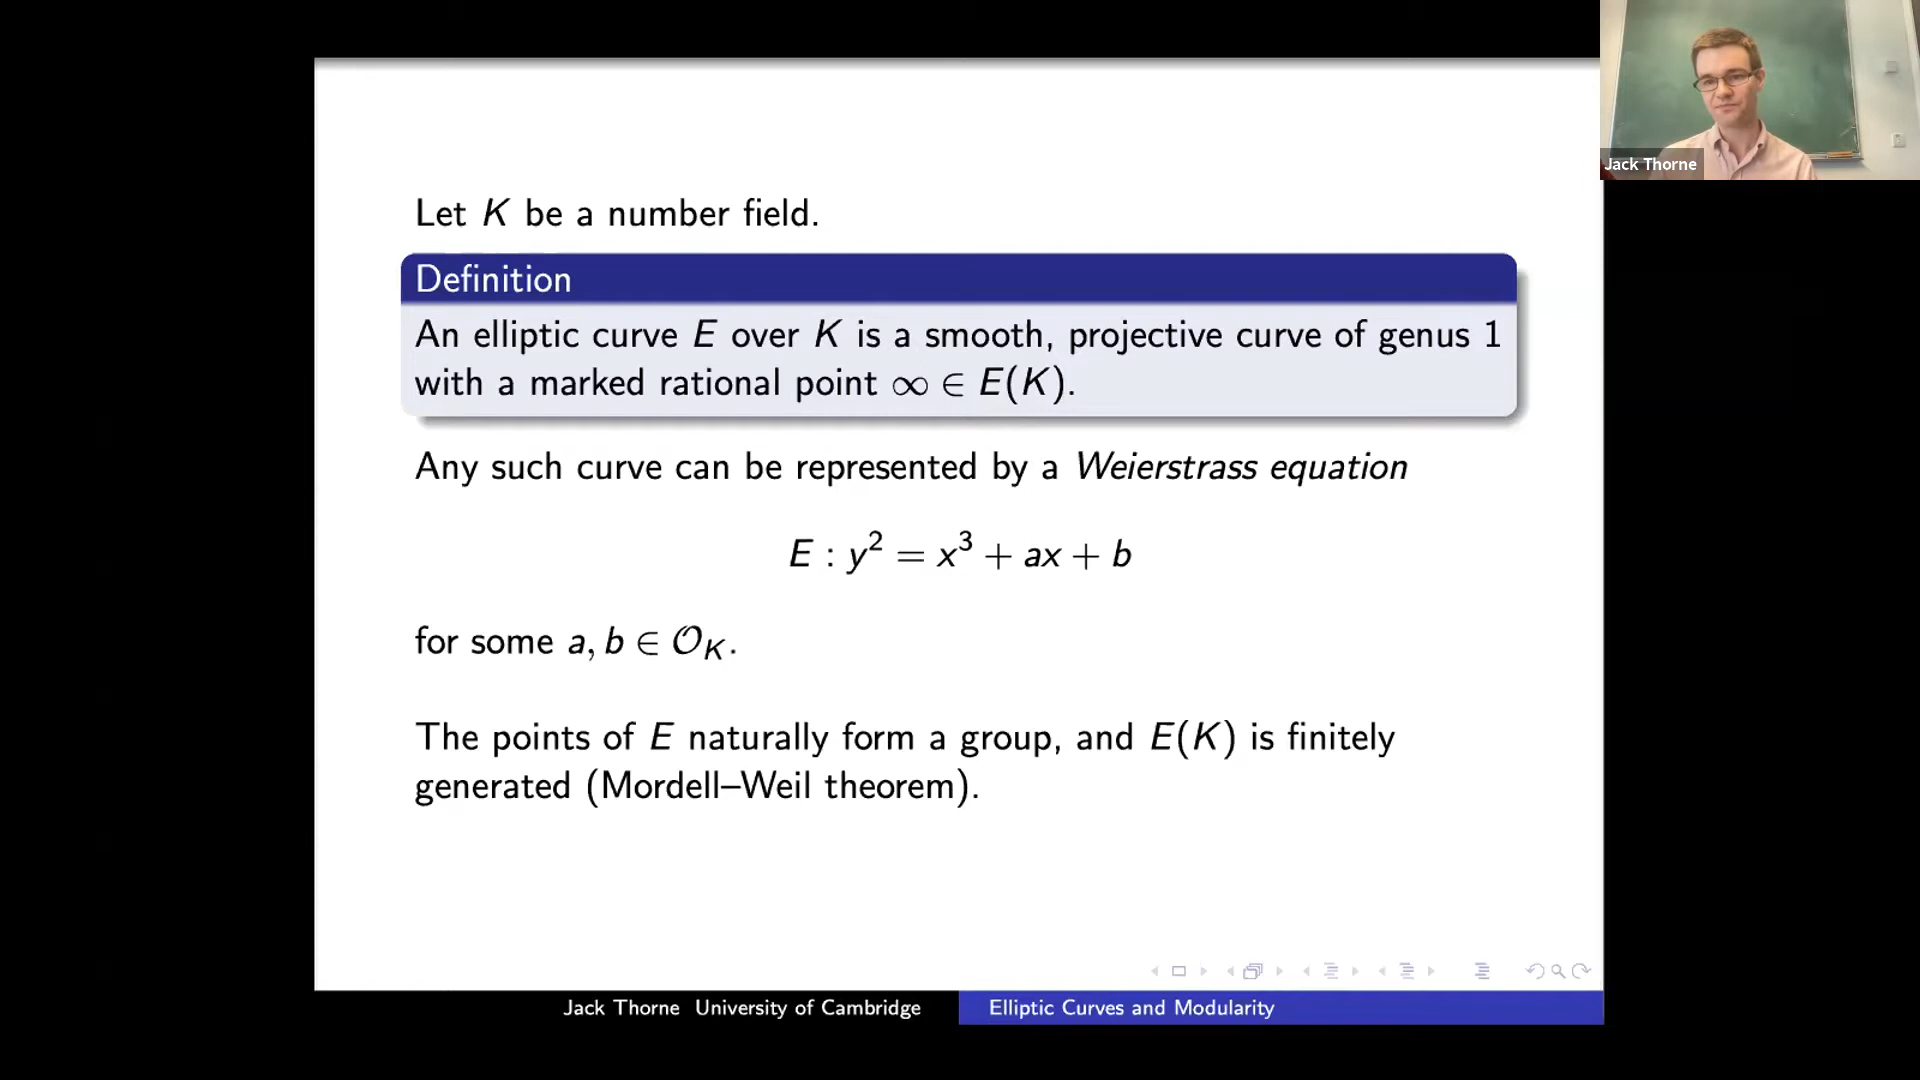 Jack Thorne
Let K be a number field.
Definition
An elliptic curve E over K is a smooth, projective curve of genus 1
with a marked rational point ∞ ∈ E(K).
Any such curve can be represented by a Weierstrass equation
E : y² = x³ + ax + b
for some a, b ∈ 𝒪_K.
The points of E naturally form a group, and E(K) is finitely
generated (Mordell–Weil theorem).
Jack Thorne University of Cambridge
Elliptic Curves and Modularity